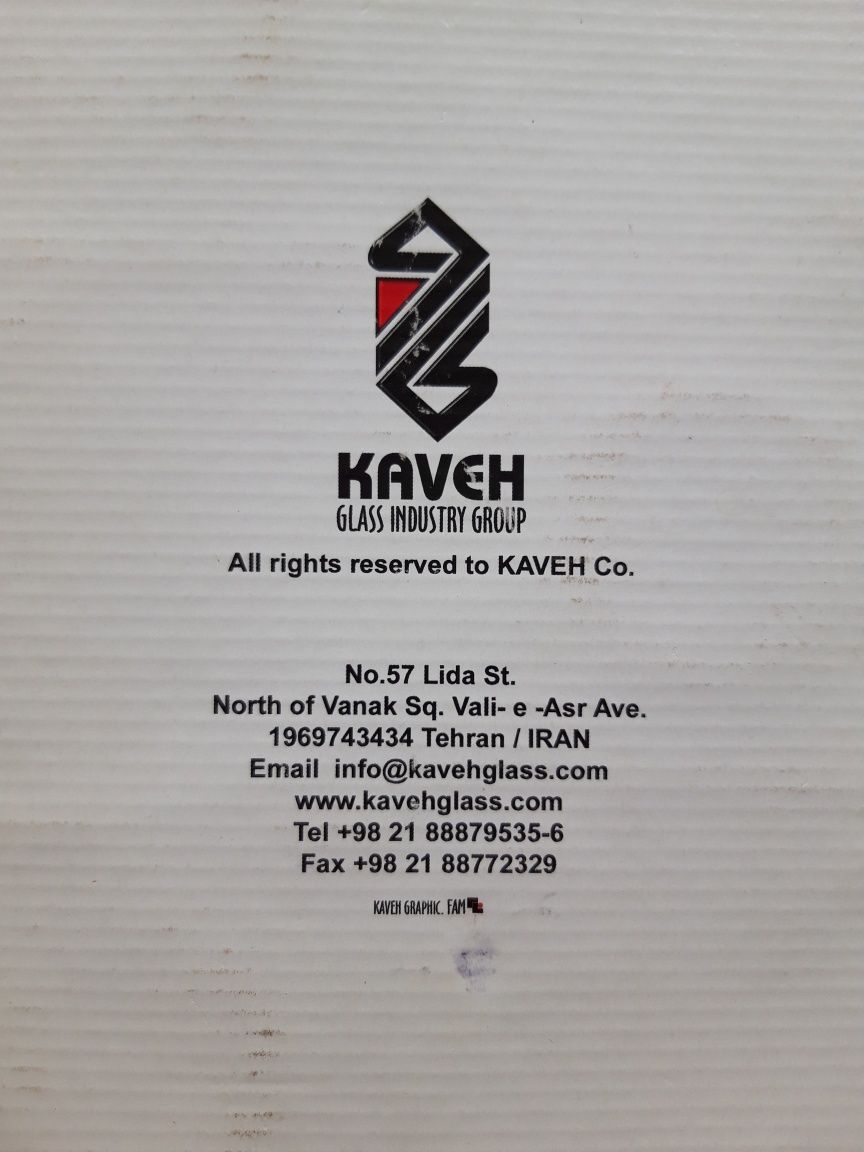 KAVEH
GLASS INDUSTRY GROUP
All rights reserved to KAVEH Co.
No.57 Lida St.
North of Vanak Sq. Vali- e -Asr Ave.
1969743434 Tehran / IRAN
Email  info@kavehglass.com
www.kavehglass.com
Tel +98 21 88879535-6
Fax +98 21 88772329
KAVEH GRAPHIC. FAM